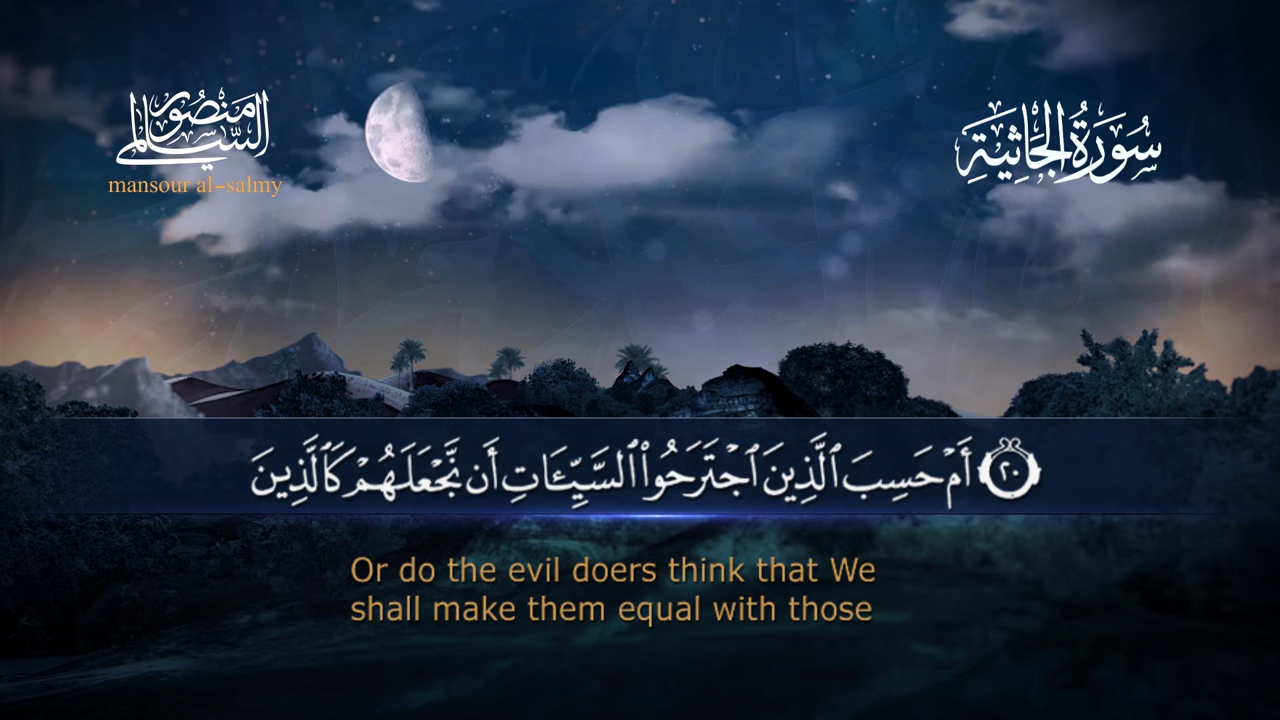 منصور السالمي
mansour al-salmy
سُورَةُ الجَاثِيَةِ
٢٠ أَمْ حَسِبَ ٱلَّذِينَ ٱجْتَرَحُوا۟ ٱلسَّيِّـَٔاتِ أَن نَّجْعَلَهُمْ كَٱلَّذِينَ
Or do the evil doers think that We
shall make them equal with those